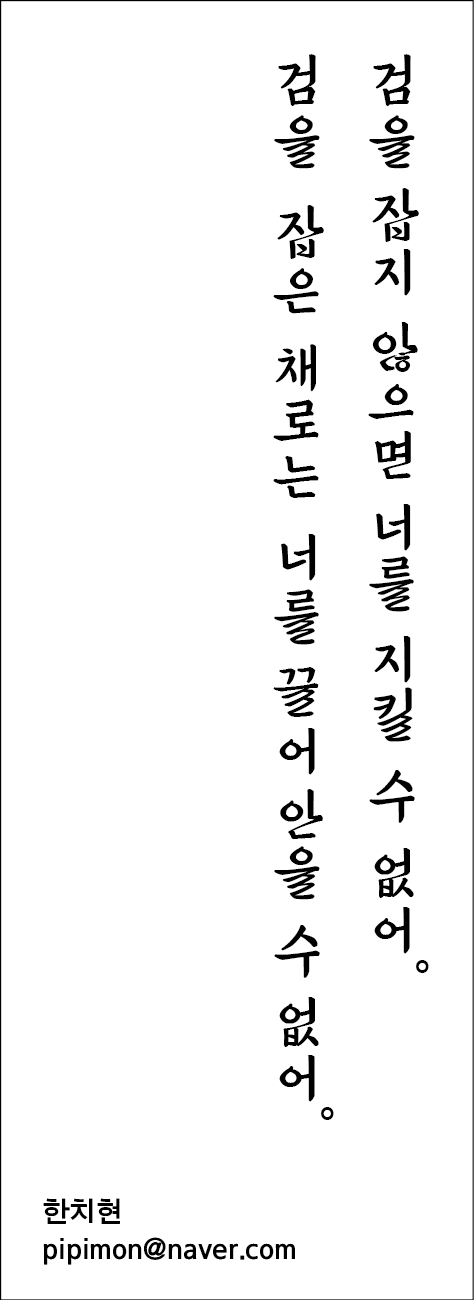 검을 잡지 않으면 너를 지킬 수 없어。
검을 잡은 채로는 너를 끌어 안을 수 없어。
한치현
pipimon@naver.com